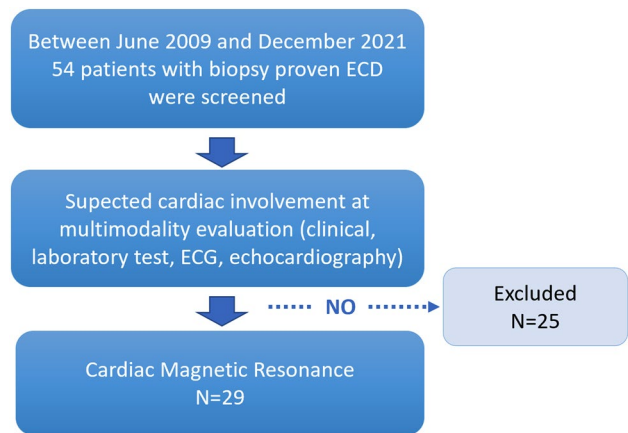 Between June 2009 and December 2021
54 patients with biopsy proven ECD
were screened
Supected cardiac involvement at
multimodality evaluation (clinical,
laboratory test, ECG, echocardiography)
NO
Excluded
N=25
Cardiac Magnetic Resonance
N=29